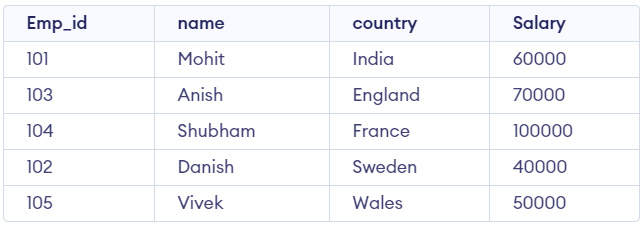 Emp_id name country Salary
101 Mohit India 60000
103 Anish England 70000
104 Shubham France 100000
102 Danish Sweden 40000
105 Vivek Wales 50000